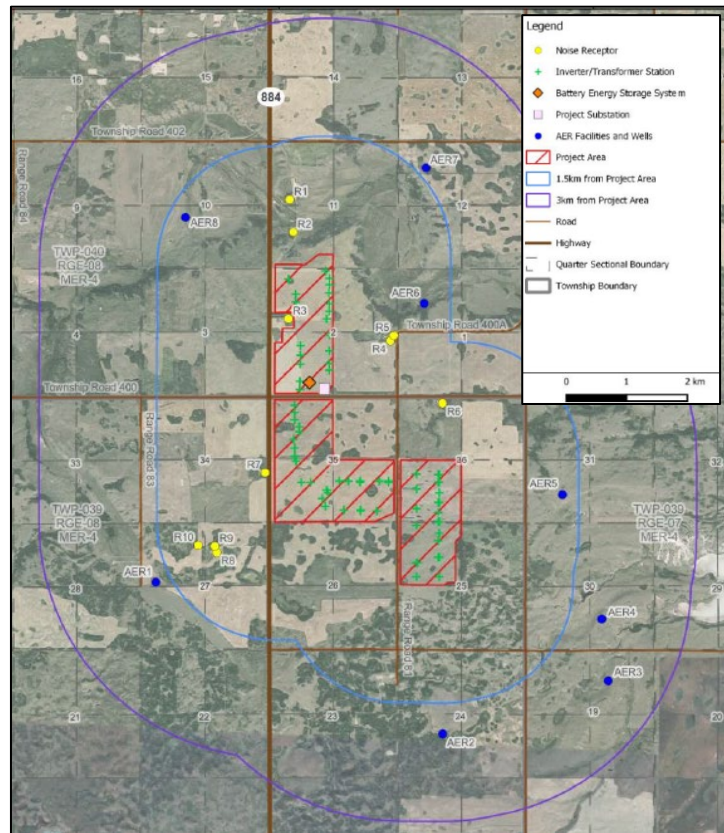 Legend
Noise Receptor
Inverter/Transformer Station
Battery Energy Storage System
Project Substation
AER Facilities and Wells
Project Area
1.5km from Project Area
3km from Project Area
Road
Highway
Quarter Sectional Boundary
Township Boundary
0 1 2 km
16 15 14 13
884
Township Road 402
Range Road 84
AER7
R1
9 10 11 12
AER8
R2
TWP-040
RGE-08
MER-4
AER6
R3
R5
Township Road 400A
4 3 2 1
R4
Township Road 400
R6
Range Road 83
33 34 35 36 31
R7
AER5
TWP-039
RGE-08
MER-4
TWP-039
RGE-07
MER-4
R10 R9
R8
AER1
28 27 26 25 30 29
AER4
Range Road 81
AER3
21 22 23 24 19 20
AER2